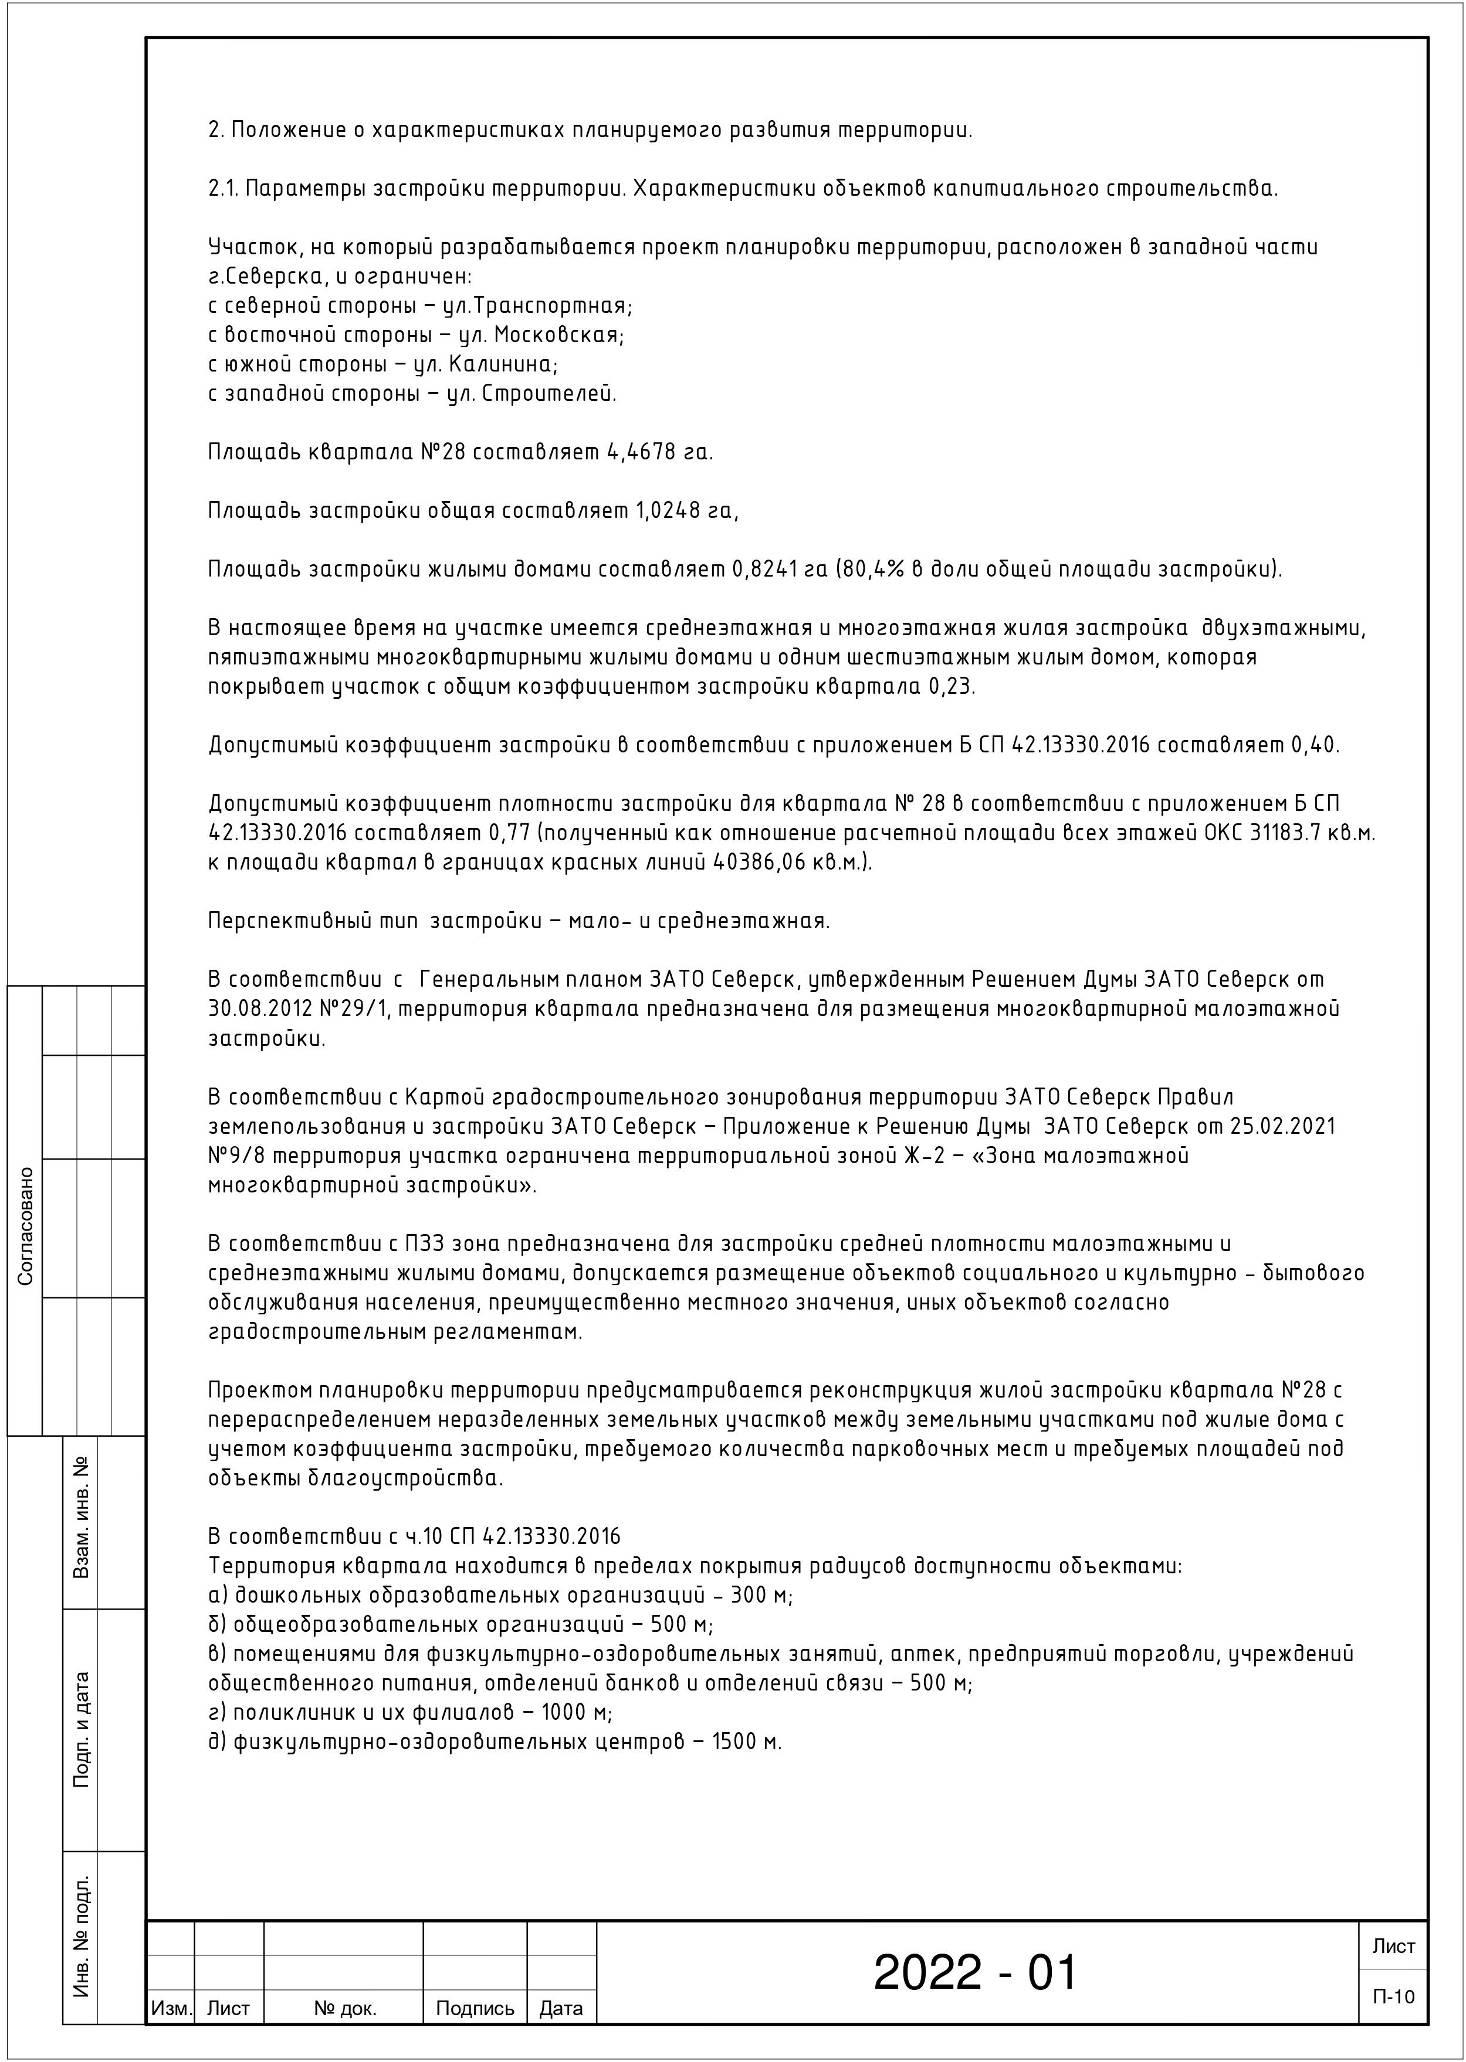 2. Положение о характеристиках планируемого развития территории.
2.1. Параметры застройки территории. Характеристики объектов капитиального строительства.
Участок, на который разрабатывается проект планировки территории, расположен в западной части
г.Северска, и ограничен:
с северной стороны – ул.Транспортная;
с восточной стороны – ул. Московская;
с южной стороны – ул. Калинина;
с западной стороны – ул. Строителей.
Площадь квартала №28 составляет 4,4678 га.
Площадь застройки общая составляет 1,0248 га,
Площадь застройки жилыми домами составляет 0,8241 га (80,4% в доли общей площади застройки).
В настоящее время на участке имеется среднеэтажная и многоэтажная жилая застройка  двухэтажными,
пятиэтажными многоквартирными жилыми домами и одним шестиэтажным жилым домом, которая
покрывает участок с общим коэффициентом застройки квартала 0,23.
Допустимый коэффициент застройки в соответствии с приложением Б СП 42.13330.2016 составляет 0,40.
Допустимый коэффициент плотности застройки для квартала № 28 в соответствии с приложением Б СП
42.13330.2016 составляет 0,77 (полученный как отношение расчетной площади всех этажей ОКС 31183.7 кв.м.
к площади квартал в границах красных линий 40386,06 кв.м.).
Перспективный тип  застройки – мало- и среднеэтажная.
В соответствии  с   Генеральным планом ЗАТО Северск, утвержденным Решением Думы ЗАТО Северск от
30.08.2012 №29/1, территория квартала предназначена для размещения многоквартирной малоэтажной
застройки.
В соответствии с Картой градостроительного зонирования территории ЗАТО Северск Правил
землепользования и застройки ЗАТО Северск – Приложение к Решению Думы  ЗАТО Северск от 25.02.2021
№9/8 территория участка ограничена территориальной зоной Ж-2 – «Зона малоэтажной
многоквартирной застройки».
В соответствии с ПЗЗ зона предназначена для застройки средней плотности малоэтажными и
среднеэтажными жилыми домами, допускается размещение объектов социального и культурно - бытового
обслуживания населения, преимущественно местного значения, иных объектов согласно
градостроительным регламентам.
Проектом планировки территории предусматривается реконструкция жилой застройки квартала №28 с
перераспределением неразделенных земельных участков между земельными участками под жилые дома с
учетом коэффициента застройки, требуемого количества парковочных мест и требуемых площадей под
объекты благоустройства.
В соответствии с ч.10 СП 42.13330.2016
Территория квартала находится в пределах покрытия радиусов доступности объектами:
а) дошкольных образовательных организаций - 300 м;
б) общеобразовательных организаций – 500 м;
в) помещениями для физкультурно-оздоровительных занятий, аптек, предприятий торговли, учреждений
общественного питания, отделений банков и отделений связи – 500 м;
г) поликлиник и их филиалов – 1000 м;
д) физкультурно-оздоровительных центров – 1500 м.
Согласовано
Взам. инв. №
Подп. и дата
Инв. № подл.
Изм. Лист № док. Подпись Дата
2022 - 01
Лист
П-10